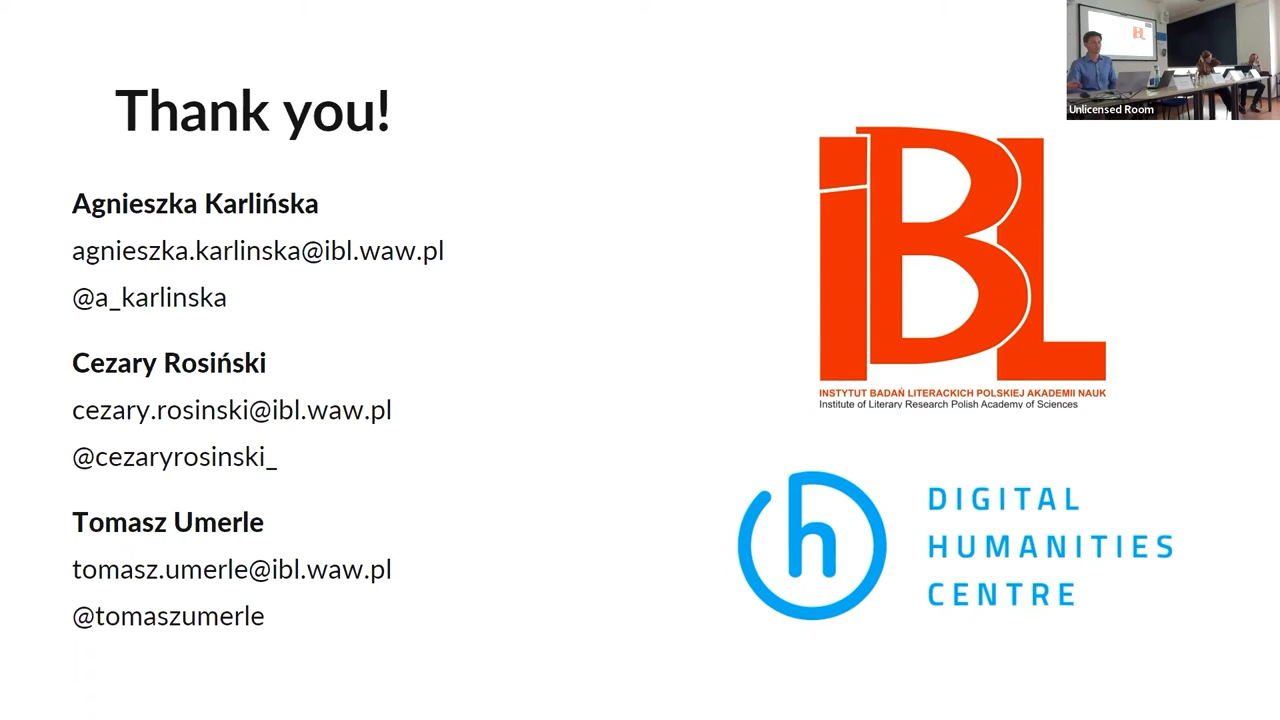 Thank you!
Agnieszka Karlińska
agnieszka.karlinska@ibl.waw.pl
@a_karlinska
Cezary Rosiński
cezary.rosinski@ibl.waw.pl
@cezaryrosinski_
Tomasz Umerle
tomasz.umerle@ibl.waw.pl
@tomaszumerle
Unlicensed Room
IBL
INSTYTUT BADAŃ LITERACKICH POLSKIEJ AKADEMII NAUK
Institute of Literary Research Polish Academy of Sciences
h
DIGITAL
HUMANITIES
CENTRE